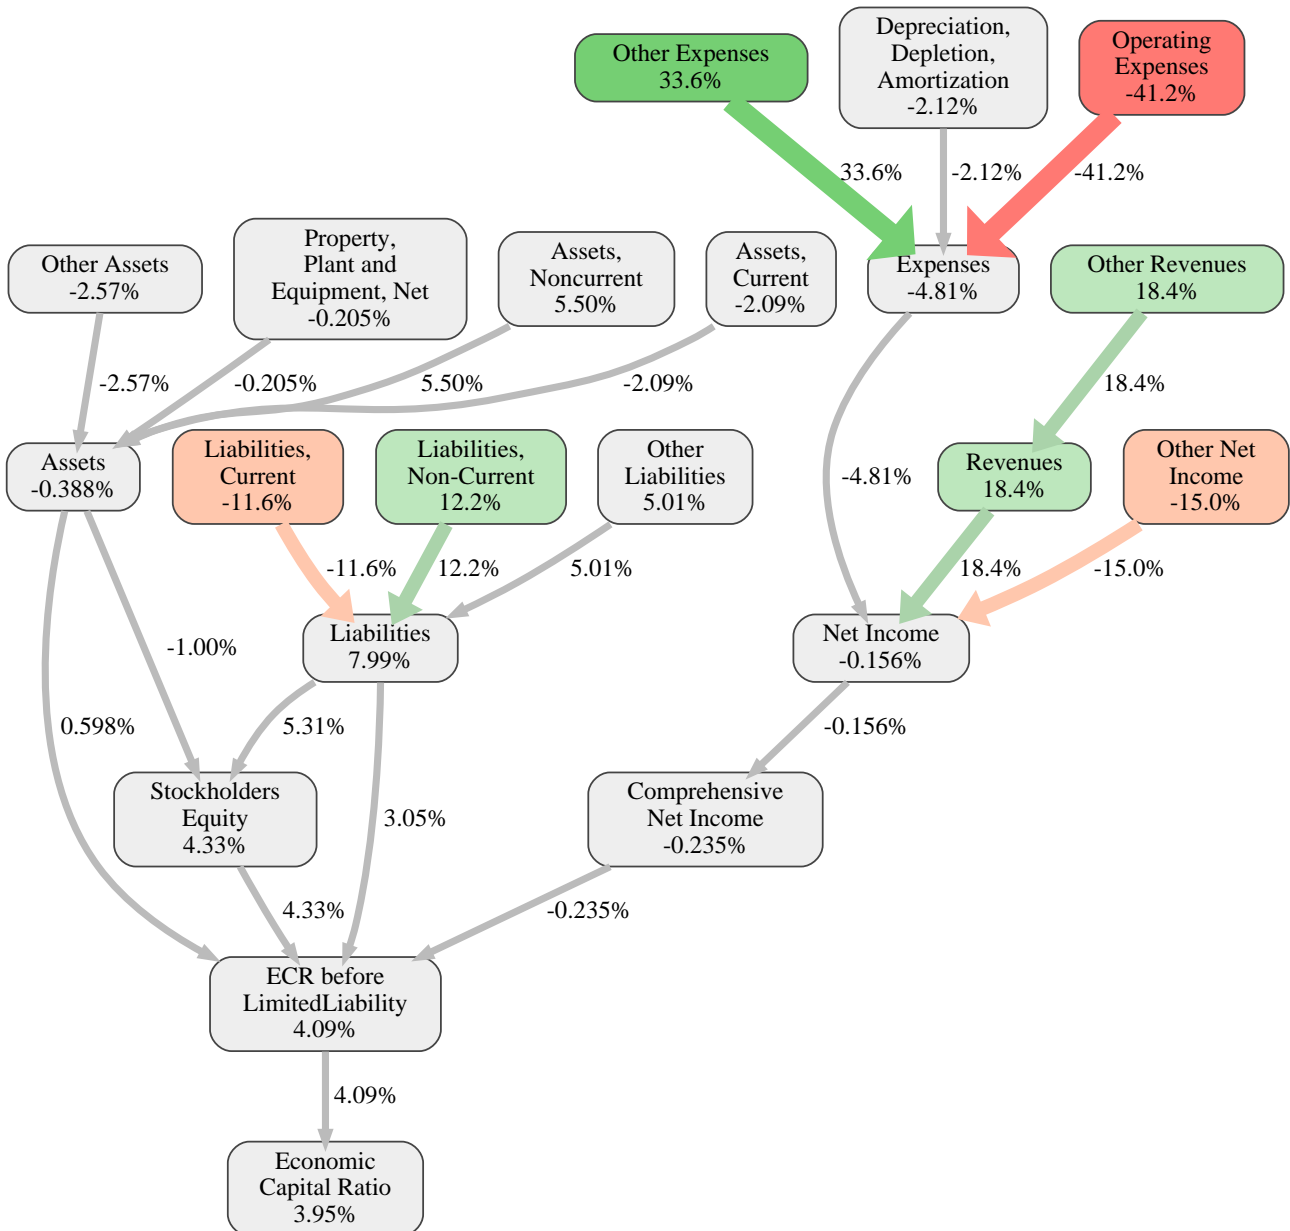 Other Expenses
33.6%
Depreciation,
Depletion,
Amortization
-2.12%
Operating
Expenses
-41.2%
33.6%
-2.12%
-41.2%
Other Assets
-2.57%
Property,
Plant and
Equipment, Net
-0.205%
Assets,
Noncurrent
5.50%
Assets,
Current
-2.09%
Expenses
-4.81%
Other Revenues
18.4%
-2.57%
-0.205%
5.50%
-2.09%
18.4%
Assets
-0.388%
Liabilities,
Current
-11.6%
Liabilities,
Non-Current
12.2%
Other
Liabilities
5.01%
-4.81%
Revenues
18.4%
Other Net
Income
-15.0%
-11.6%
12.2%
5.01%
18.4%
-15.0%
-1.00%
Liabilities
7.99%
Net Income
-0.156%
0.598%
5.31%
-0.156%
Stockholders
Equity
4.33%
3.05%
Comprehensive
Net Income
-0.235%
4.33%
-0.235%
ECR before
LimitedLiability
4.09%
4.09%
Economic
Capital Ratio
3.95%